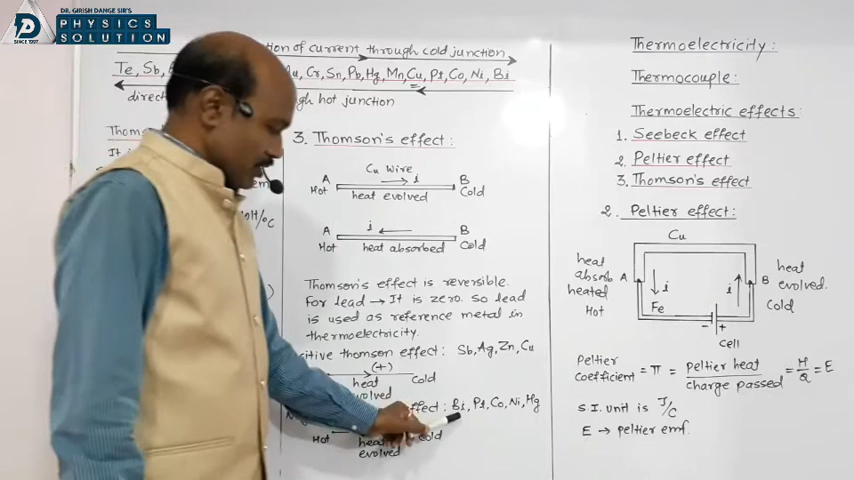 DR. GIRISH DANGE SIR'S
PHYSICS
SOLUTION
SINCE 1997
tion of current through cold junction
Te, Sb, Cr, Sn, Pb, Hg, Mn, Cu, Pt, Co, Ni, Bi
direc gh hot junction
Thoms
It i
3. Thomson's effect :
Cu wire
A i B
Hot heat evolved Cold
A i B
Hot heat absorbed Cold
Thomson's effect is reversible.
For lead → It is zero. so lead
is used as reference metal in
thermoelectricity.
sitive thomson effect : Sb, Ag, Zn, Cu
(+)
heat Cold
evolved
effect : Bi, Pt, Co, Ni, Hg
Hot heat Cold
evolved
Thermoelectricity :
Thermocouple :
Thermoelectric effects :
1. Seebeck effect
2. Peltier effect
3. Thomson's effect
2. Peltier effect :
Cu
heat absorb heated Hot
A i i B
heat evolved. Cold
Fe
- +
Cell
Peltier Coefficient = π = peltier heat / charge passed = H / Q = E
S.I. unit is J/C
E → peltier emf.